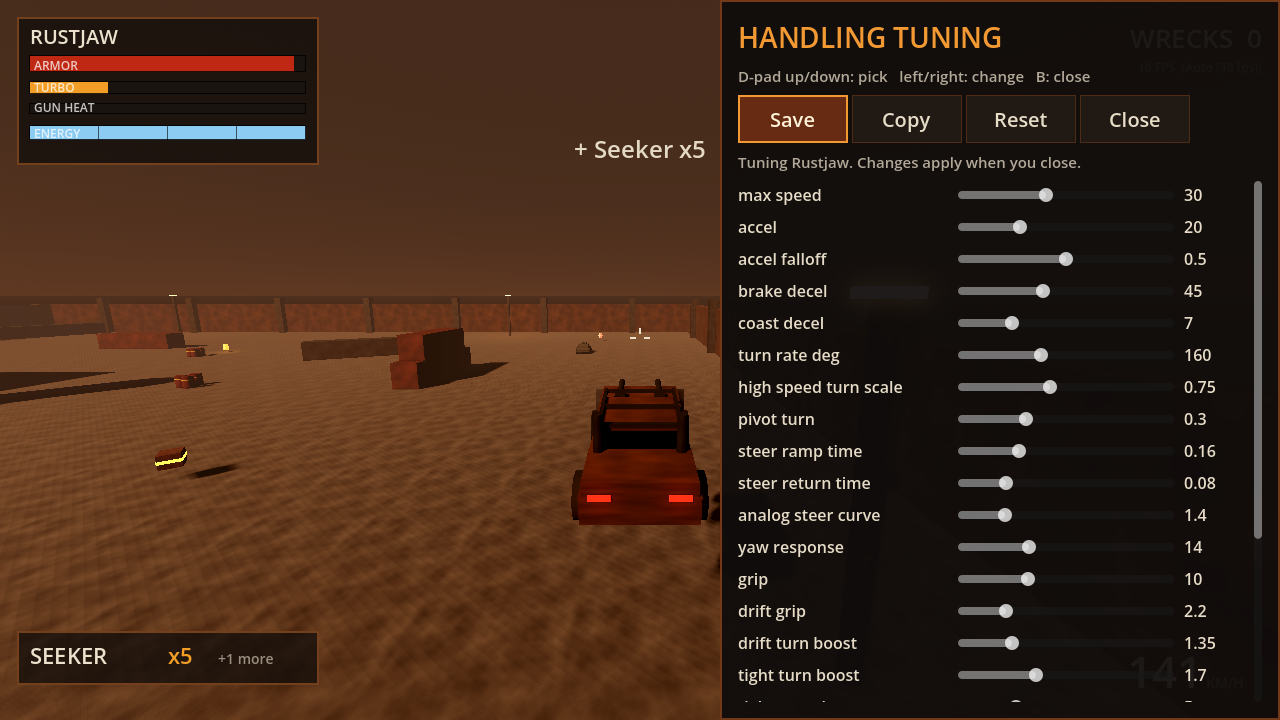 RUSTJAW
ARMOR
TURBO
GUN HEAT
ENERGY
+ Seeker x5
SEEKER x5 +1 more
HANDLING TUNING
WRECKS 0
D-pad up/down: pick left/right: change B: close
Save Copy Reset Close
Tuning Rustjaw. Changes apply when you close.
max speed 30
accel 20
accel falloff 0.5
brake decel 45
coast decel 7
turn rate deg 160
high speed turn scale 0.75
pivot turn 0.3
steer ramp time 0.16
steer return time 0.08
analog steer curve 1.4
yaw response 14
grip 10
drift grip 2.2
drift turn boost 1.35
tight turn boost 1.7
141 KM/H